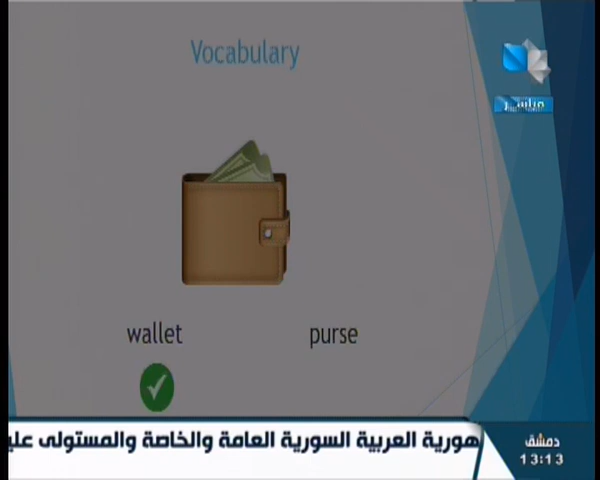 Vocabulary
مباشر
wallet
purse
هورية العربية السورية العامة والخاصة والمستولى علي
دمشق
13:13